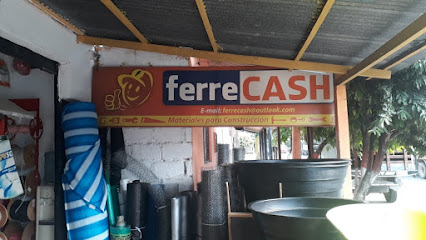 ferreCASH
E-mail: ferrecash@outlook.com
Materiales para Construcción